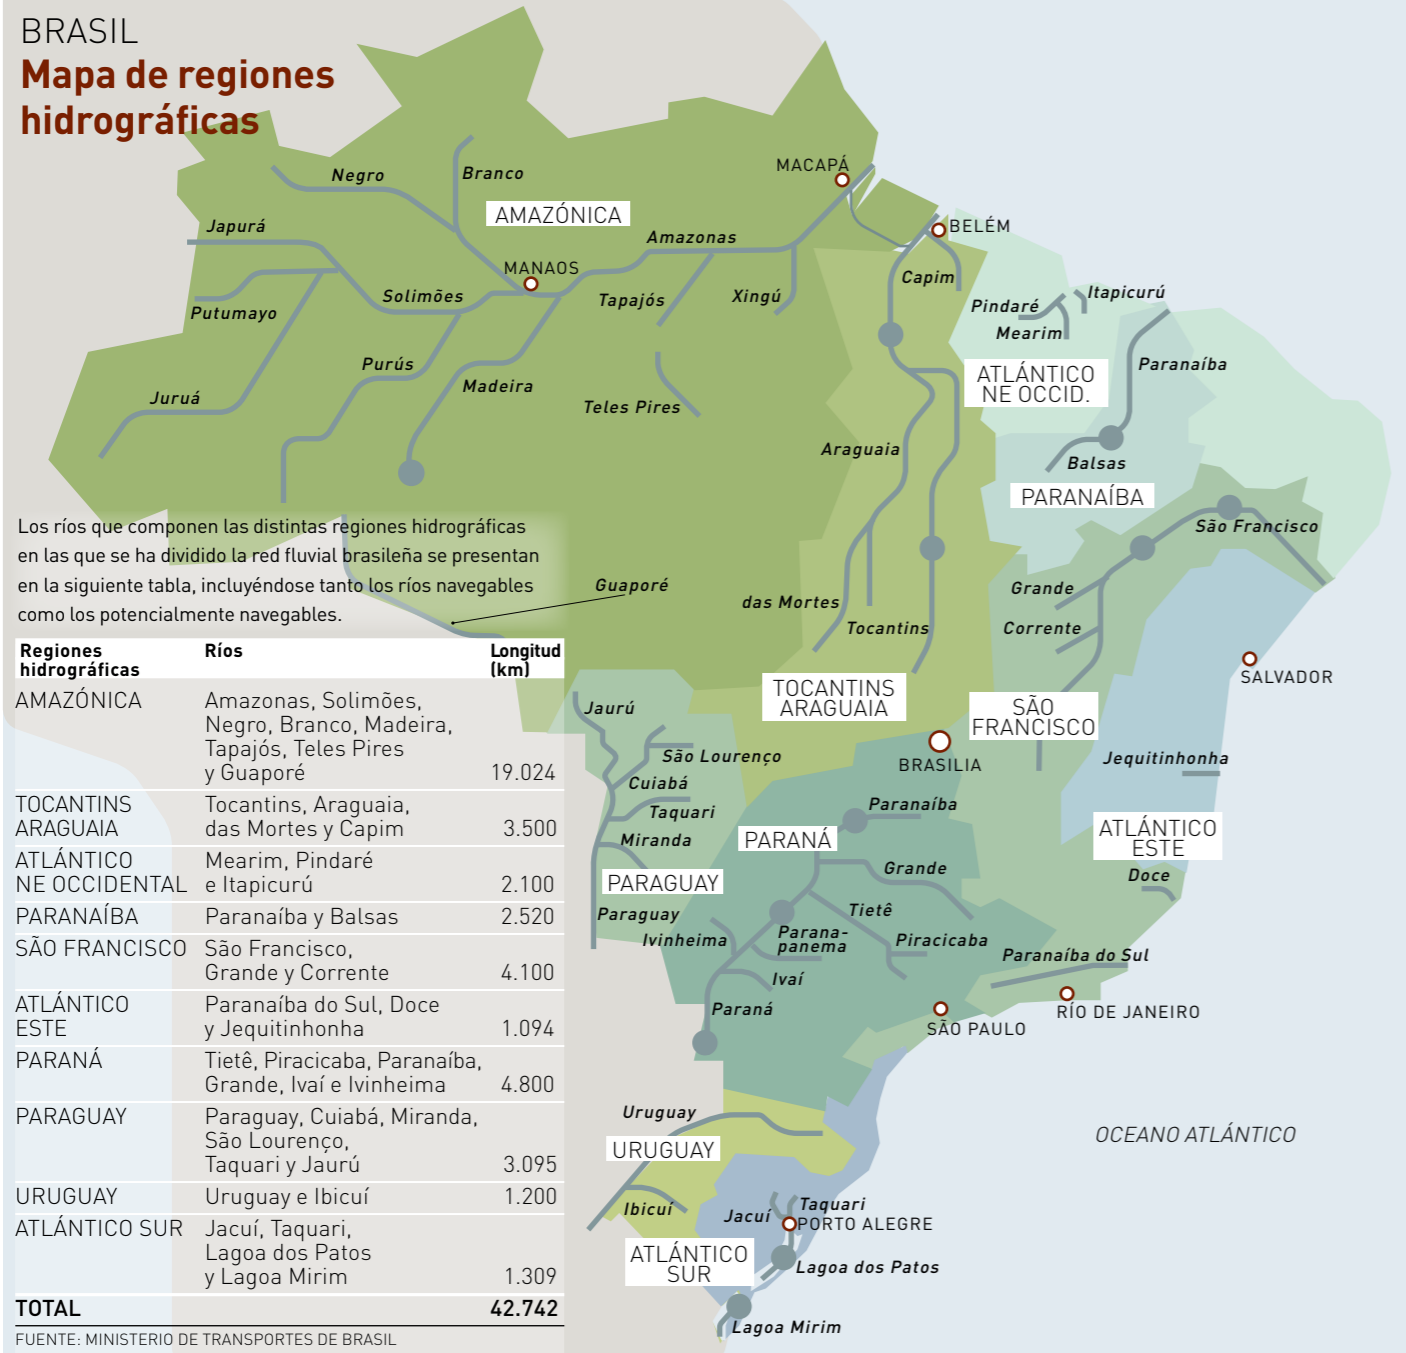 BRASIL
Mapa de regiones
hidrográficas
Negro
Branco
MACAPÁ
AMAZÓNICA
Japurá
Amazonas
BELÉM
MANAOS
Capim
Putumayo
Solimões
Tapajós
Xingú
Pindaré
Itapicurú
Mearim
Purús
Madeira
Paranaíba
ATLÁNTICO
NE OCCID.
Juruá
Teles Pires
Araguaia
Balsas
PARANAÍBA
São Francisco
Los ríos que componen las distintas regiones hidrográficas
en las que se ha dividido la red fluvial brasileña se presentan
en la siguiente tabla, incluyéndose tanto los ríos navegables
como los potencialmente navegables.
Guaporé
das Mortes
Tocantins
Grande
Corrente
SALVADOR
TOCANTINS
ARAGUAIA
SÃO
FRANCISCO
BRASILIA
Jequitinhonha
Jaurú
São Lourenço
Cuiabá
Taquari
Miranda
PARAGUAY
Paraguay
Paranaíba
PARANÁ
Grande
ATLÁNTICO
ESTE
Doce
Tietê
Ivinheima
Parana-
panema
Piracicaba
Paranaíba do Sul
Ivaí
Paraná
SÃO PAULO
RÍO DE JANEIRO
Uruguay
URUGUAY
OCEANO ATLÁNTICO
Ibicuí
Jacuí
Taquari
PORTO ALEGRE
ATLÁNTICO
SUR
Lagoa dos Patos
Lagoa Mirim
Regiones
hidrográficas
Ríos
Longitud
(km)
AMAZÓNICA Amazonas, Solimões,
Negro, Branco, Madeira,
Tapajós, Teles Pires
y Guaporé 19.024
TOCANTINS Tocantins, Araguaia,
ARAGUAIA das Mortes y Capim 3.500
ATLÁNTICO Mearim, Pindaré
NE OCCIDENTAL e Itapicurú 2.100
PARANAÍBA Paranaíba y Balsas 2.520
SÃO FRANCISCO São Francisco,
Grande y Corrente 4.100
ATLÁNTICO Paranaíba do Sul, Doce
ESTE y Jequitinhonha 1.094
PARANÁ Tietê, Piracicaba, Paranaíba,
Grande, Ivaí e Ivinheima 4.800
PARAGUAY Paraguay, Cuiabá, Miranda,
São Lourenço,
Taquari y Jaurú 3.095
URUGUAY Uruguay e Ibicuí 1.200
ATLÁNTICO SUR Jacuí, Taquari,
Lagoa dos Patos
y Lagoa Mirim 1.309
TOTAL 42.742
FUENTE: MINISTERIO DE TRANSPORTES DE BRASIL